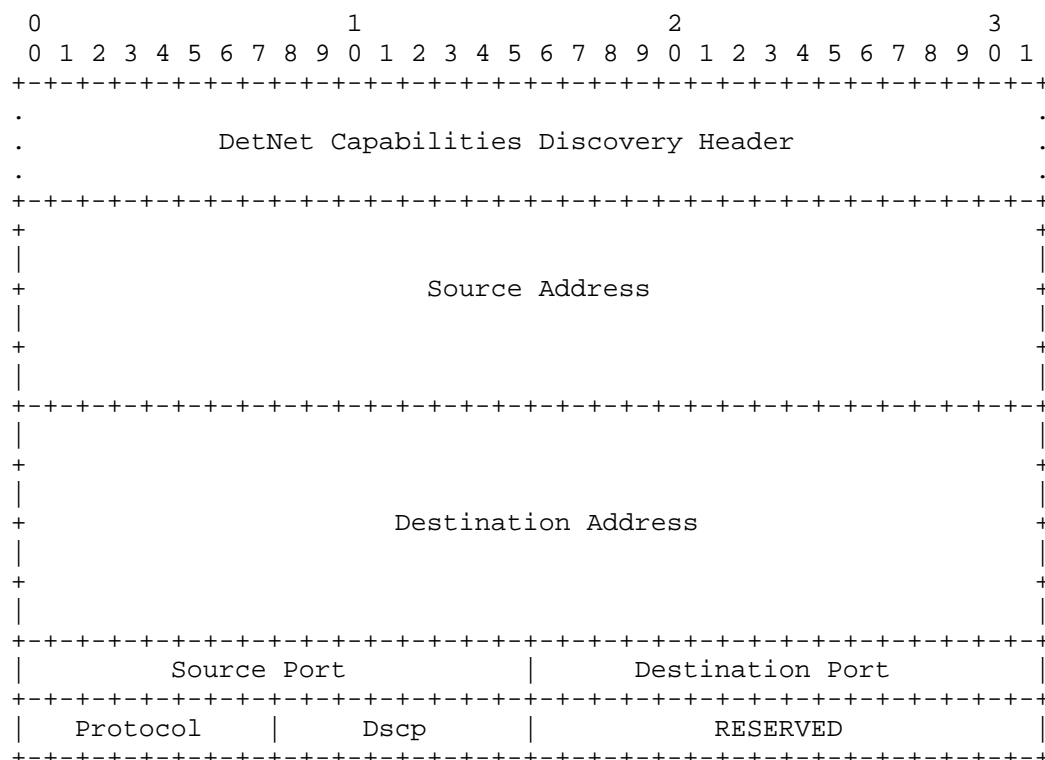 0                   1                   2                   3
0 1 2 3 4 5 6 7 8 9 0 1 2 3 4 5 6 7 8 9 0 1 2 3 4 5 6 7 8 9 0 1
+-+-+-+-+-+-+-+-+-+-+-+-+-+-+-+-+-+-+-+-+-+-+-+-+-+-+-+-+-+-+-+-+
.                                                               .
.            DetNet Capabilities Discovery Header               .
.                                                               .
+-+-+-+-+-+-+-+-+-+-+-+-+-+-+-+-+-+-+-+-+-+-+-+-+-+-+-+-+-+-+-+-+
+                                                               +
|                                                               |
+                         Source Address                        +
|                                                               |
+                                                               +
|                                                               |
+-+-+-+-+-+-+-+-+-+-+-+-+-+-+-+-+-+-+-+-+-+-+-+-+-+-+-+-+-+-+-+-+
|                                                               |
+                                                               +
|                                                               |
+                       Destination Address                     +
|                                                               |
+                                                               +
|                                                               |
+-+-+-+-+-+-+-+-+-+-+-+-+-+-+-+-+-+-+-+-+-+-+-+-+-+-+-+-+-+-+-+-+
|         Source Port           |      Destination Port         |
+-+-+-+-+-+-+-+-+-+-+-+-+-+-+-+-+-+-+-+-+-+-+-+-+-+-+-+-+-+-+-+-+
|   Protocol    |     Dscp      |           RESERVED            |
+-+-+-+-+-+-+-+-+-+-+-+-+-+-+-+-+-+-+-+-+-+-+-+-+-+-+-+-+-+-+-+-+